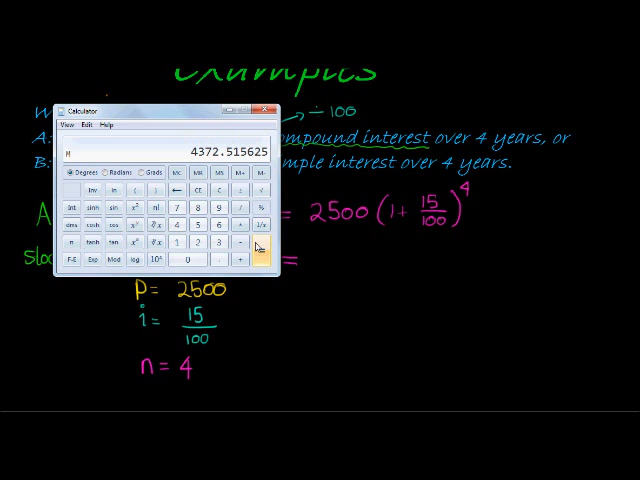 examples
W
÷ 100
A:
compound interest over 4 years, or
B:
mple interest over 4 years.
Calculator
View Edit Help
M
4372.515625
Degrees Radians Grads MC MR MS M+ M-
Inv ln ( ) ← CE C ± √
Int sinh sin x² n! 7 8 9 / %
dms cosh cos xʸ ʸ√x 4 5 6 * 1/x
π tanh tan x³ ³√x 1 2 3 -
F-E Exp Mod log 10ˣ 0 . + =
A = 2500 (1 + 15/100)⁴
=
P = 2500
i = 15/100
n = 4